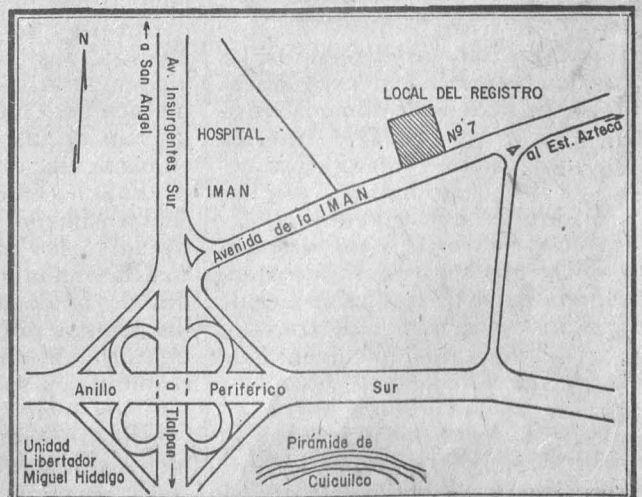 N
a San Angel
Av. Insurgentes Sur
LOCAL DEL REGISTRO
Nº 7
al Est. Azteca
HOSPITAL
IMAN
Avenida de la IMAN
Anillo
Periférico
Sur
a Tlalpan
Unidad
Libertador
Miguel Hidalgo
Pirámide de
Cuicuilco